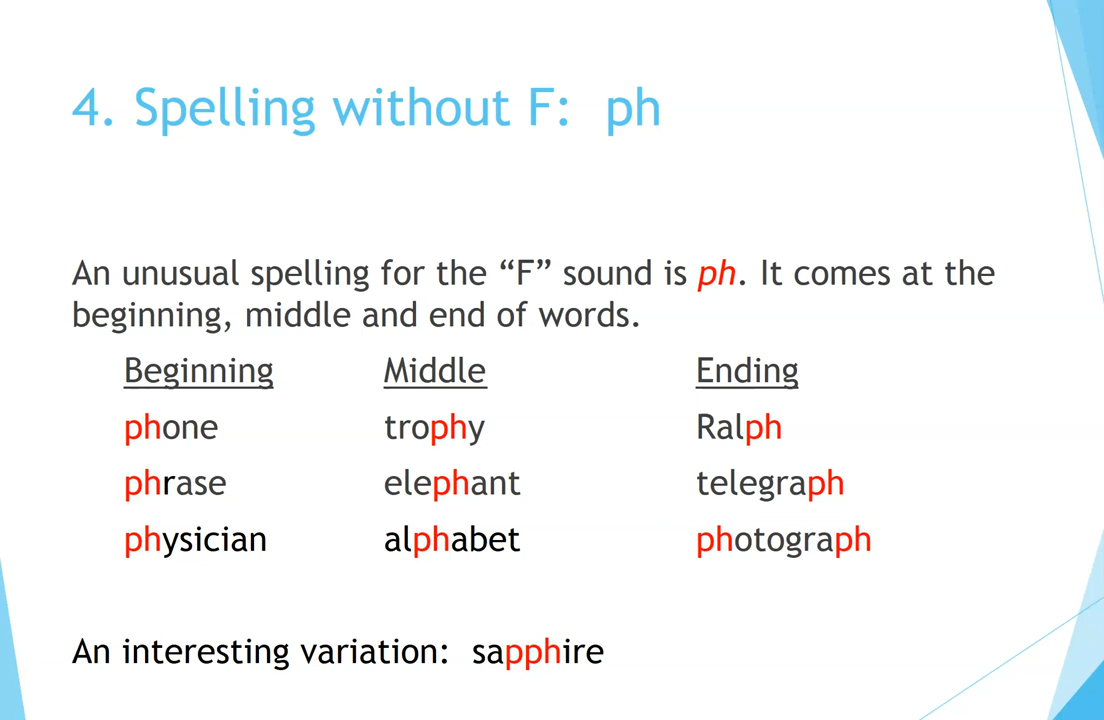 4. Spelling without F:  ph
An unusual spelling for the “F” sound is ph. It comes at the
beginning, middle and end of words.
Beginning Middle Ending
phone trophy Ralph
phrase elephant telegraph
physician alphabet photograph
An interesting variation:  sapphire